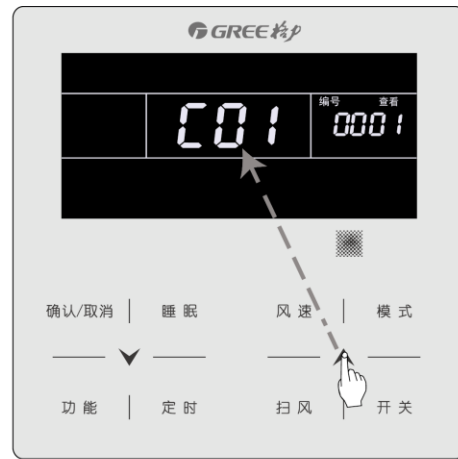 GREE格力
编号 查看
C01 0001
确认/取消 睡眠 风速 模式
功能 定时 扫风 开关